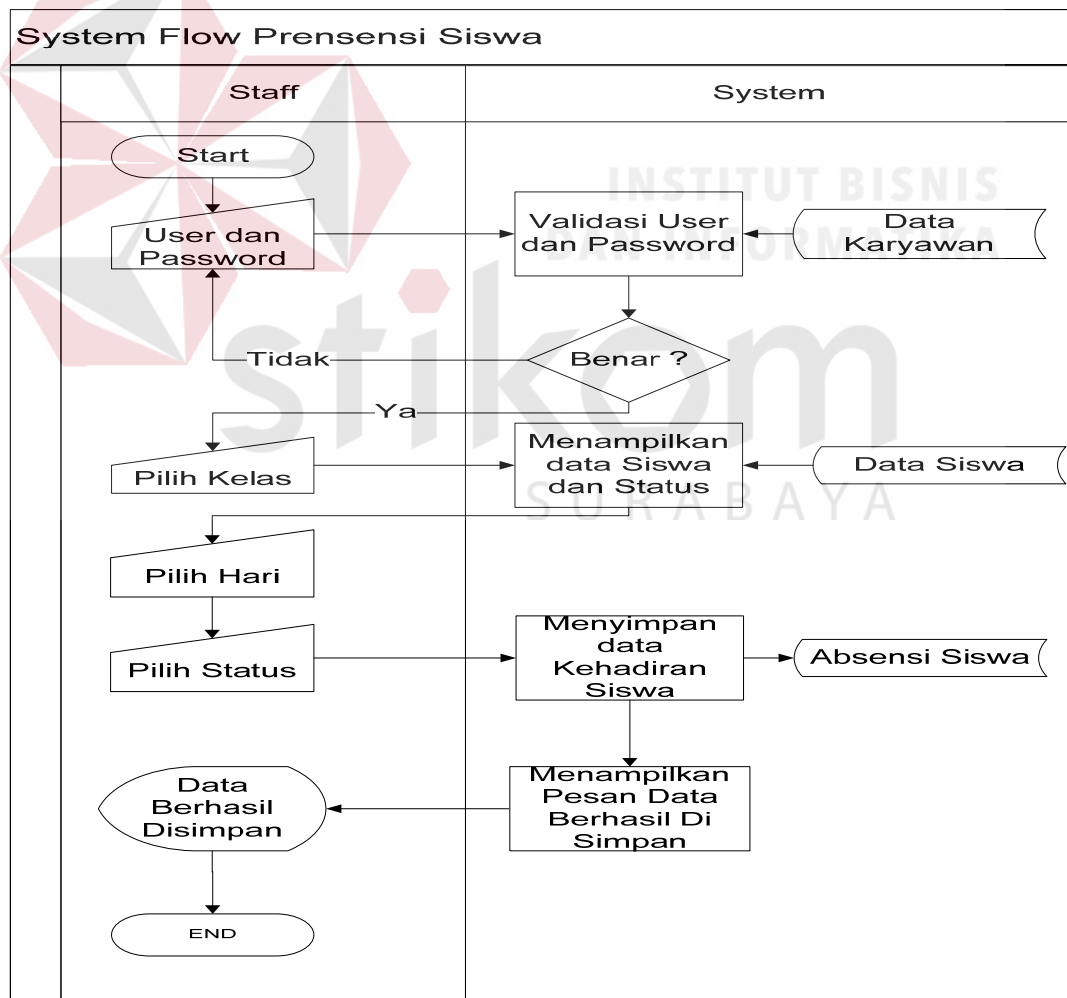 System Flow Prensensi Siswa
Staff
System
Start
User dan
Password
Validasi User
dan Password
Data
Karyawan
Benar ?
Tidak
Ya
Pilih Kelas
Menampilkan
data Siswa
dan Status
Data Siswa
Pilih Hari
Pilih Status
Menyimpan
data
Kehadiran
Siswa
Absensi Siswa
Menampilkan
Pesan Data
Berhasil Di
Simpan
Data
Berhasil
Disimpan
END
INSTITUT BISNIS
DAN INFORMATIKA
stikom
SURABAYA